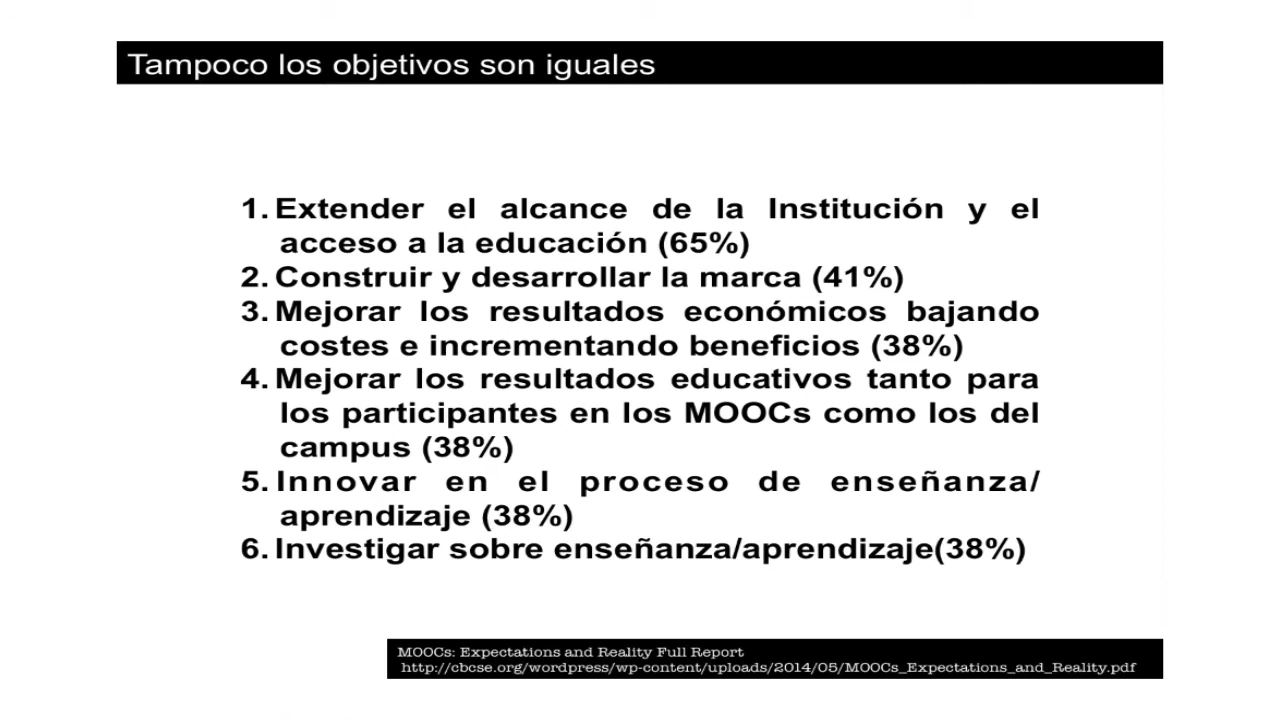 Tampoco los objetivos son iguales
1. Extender el alcance de la Institución y el
acceso a la educación (65%)
2. Construir y desarrollar la marca (41%)
3. Mejorar los resultados económicos bajando
costes e incrementando beneficios (38%)
4. Mejorar los resultados educativos tanto para
los participantes en los MOOCs como los del
campus (38%)
5. Innovar en el proceso de enseñanza/
aprendizaje (38%)
6. Investigar sobre enseñanza/aprendizaje(38%)
MOOCs: Expectations and Reality Full Report
http://cbcse.org/wordpress/wp-content/uploads/2014/05/MOOCs_Expectations_and_Reality.pdf